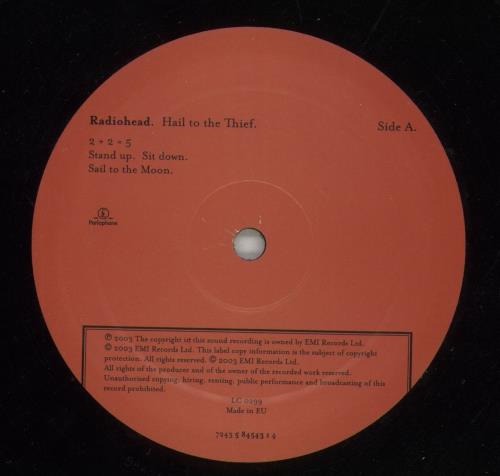 Radiohead. Hail to the Thief. Side A.
2 + 2 = 5
Stand up. Sit down.
Sail to the Moon.
Parlophone
℗ 2003 The copyright in this sound recording is owned by EMI Records Ltd.
© 2003 EMI Records Ltd. This label copy information is the subject of copyright
protection. All rights reserved. © 2003 EMI Records Ltd.
All rights of the producer and of the owner of the recorded work reserved.
Unauthorised copying, hiring, renting, public performance and broadcasting of this
record prohibited.
LC 0299
Made in EU
7243 5 84543 1 4